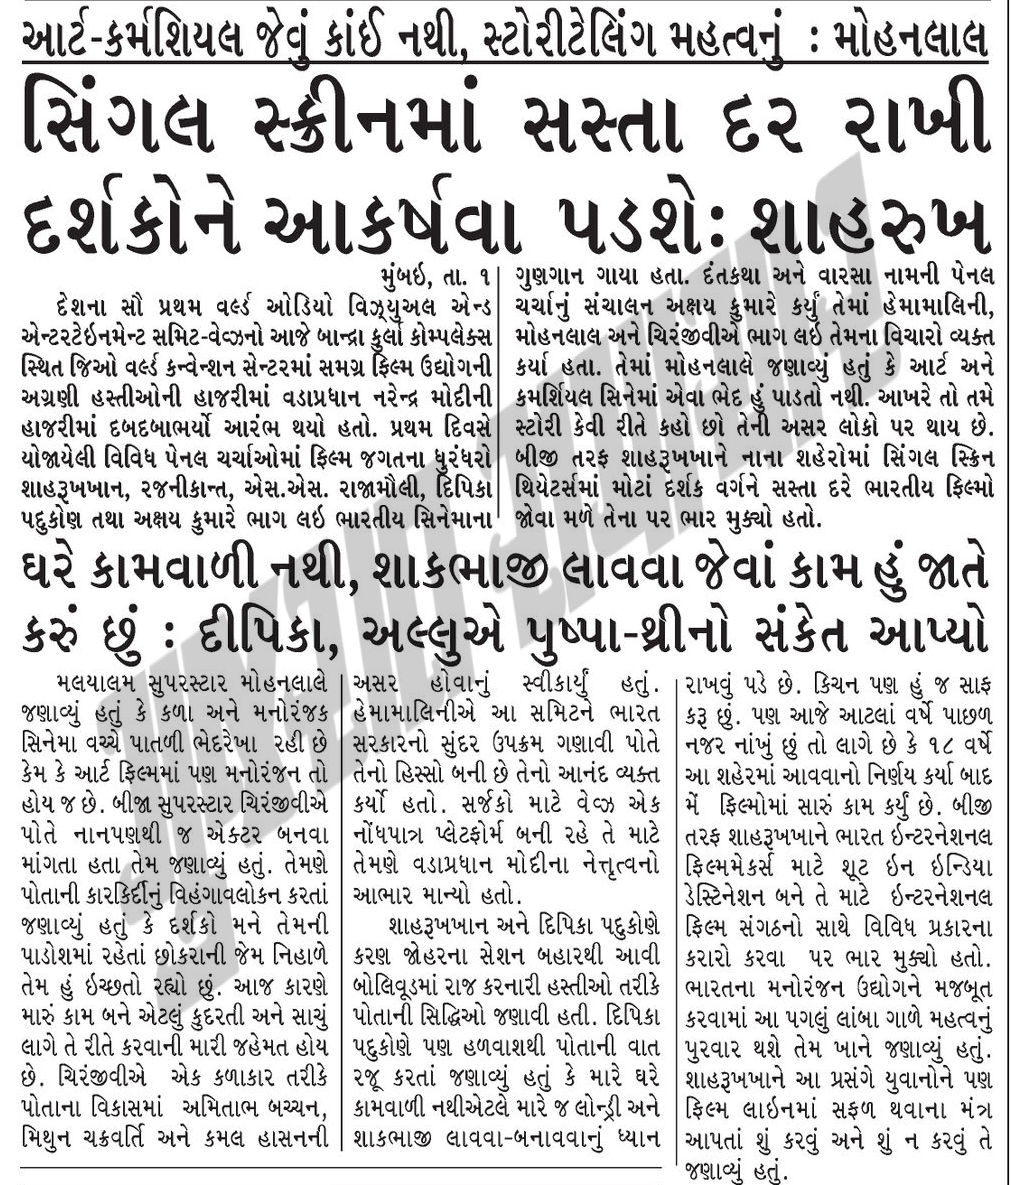 આર્ટ-કર્મશિયલ જેવું કાંઈ નથી, સ્ટોરીટેલિંગ મહત્વનું : મોહનલાલ
સિંગલ સ્ક્રીનમાં સસ્તા દર રાખી
દર્શકોને આકર્ષવા પડશે: શાહરુખ
મુંબઇ, તા. ૧
દેશના સૌ પ્રથમ વર્લ્ડ ઓડિયો વિઝ્યુઅલ એન્ડ
એન્ટરટેઇનમેન્ટ સમિટ-વેવ્ઝનો આજે બાન્દ્રા કુર્લા કોમ્પલેક્સ
સ્થિત જિઓ વર્લ્ડ કન્વેન્શન સેન્ટરમાં સમગ્ર ફિલ્મ ઉદ્યોગની
અગ્રણી હસ્તીઓની હાજરીમાં વડાપ્રધાન નરેન્દ્ર મોદીની
હાજરીમાં દબદબાભર્યો આરંભ થયો હતો. પ્રથમ દિવસે
યોજાયેલી વિવિધ પેનલ ચર્ચાઓમાં ફિલ્મ જગતના ધુરંધરો
શાહરૂખખાન, રજનીકાન્ત, એસ.એસ. રાજામૌલી, દિપિકા
પદુકોણ તથા અક્ષય કુમારે ભાગ લઇ ભારતીય સિનેમાના
ગુણગાન ગાયા હતા. દંતકથા અને વારસા નામની પેનલ
ચર્ચાનું સંચાલન અક્ષય કુમારે કર્યું તેમાં હેમામાલિની,
મોહનલાલ અને ચિરંજીવીએ ભાગ લઇ તેમના વિચારો વ્યક્ત
કર્યા હતા. તેમાં મોહનલાલે જણાવ્યુ હતું કે આર્ટ અને
કમર્શિયલ સિનેમા એવા ભેદ હું પાડતો નથી. આખરે તો તમે
સ્ટોરી કેવી રીતે કહો છો તેની અસર લોકો પર થાય છે.
બીજી તરફ શાહરૂખખાને નાના શહેરોમાં સિંગલ સ્ક્રિન
થિયેટર્સમાં મોટાં દર્શક વર્ગને સસ્તા દરે ભારતીય ફિલ્મો
જોવા મળે તેના પર ભાર મુક્યો હતો.
ઘરે કામવાળી નથી, શાકભાજી લાવવા જેવાં કામ હું જાતે
કરું છું : દીપિકા, અલ્લુએ પુષ્પા-થ્રીનો સંકેત આપ્યો
મલયાલમ સુપરસ્ટાર મોહનલાલે
જણાવ્યું હતું કે કળા અને મનોરંજક
સિનેમા વચ્ચે પાતળી ભેદરેખા રહી છે
કેમ કે આર્ટ ફિલ્મમાં પણ મનોરંજન તો
હોય જ છે. બીજા સુપરસ્ટાર ચિરંજીવીએ
પોતે નાનપણથી જ એક્ટર બનવા
માંગતા હતા તેમ જણાવ્યું હતું. તેમણે
પોતાની કારકિર્દીનું વિહંગાવલોકન કરતાં
જણાવ્યું હતું કે દર્શકો મને તેમની
પાડોશમાં રહેતાં છોકરાની જેમ નિહાળે
તેમ હું ઇચ્છતો રહ્યો છું. આજ કારણે
મારું કામ બને એટલું કુદરતી અને સાચું
લાગે તે રીતે કરવાની મારી જહેમત હોય
છે. ચિરંજીવીએ એક કળાકાર તરીકે
પોતાના વિકાસમાં અમિતાભ બચ્ચન,
મિથુન ચક્રવર્તિ અને કમલ હાસનની
અસર હોવાનું સ્વીકાર્યું હતું.
હેમામાલિનીએ આ સમિટને ભારત
સરકારનો સુંદર ઉપક્રમ ગણાવી પોતે
તેનો હિસ્સો બની છે તેનો આનંદ વ્યક્ત
કર્યો હતો. સર્જકો માટે વેવ્ઝ એક
નોંધપાત્ર પ્લેટફોર્મ બની રહે તે માટે
તેમણે વડાપ્રધાન મોદીના નેત્તૃત્વનો
આભાર માન્યો હતો.
શાહરૂખખાન અને દિપિકા પદુકોણે
કરણ જોહરના સેશન બહારથી આવી
બોલિવૂડમાં રાજ કરનારી હસ્તીઓ તરીકે
પોતાની સિદ્ધિઓ જણાવી હતી. દિપિકા
પદુકોણે પણ હળવાશથી પોતાની વાત
રજૂ કરતાં જણાવ્યું હતું કે મારે ઘરે
કામવાળી નથીએટલે મારે જ લોન્ડ્રી અને
શાકભાજી લાવવા-બનાવવાનું ધ્યાન
રાખવું પડે છે. કિચન પણ હું જ સાફ
કરૂ છું. પણ આજે આટલાં વર્ષે પાછળ
નજર નાંખું છું તો લાગે છે કે ૧૮ વર્ષે
આ શહેરમાં આવવાનો નિર્ણય કર્યા બાદ
મેં ફિલ્મોમાં સારું કામ કર્યું છે. બીજી
તરફ શાહરૂખખાને ભારત ઇન્ટરનેશનલ
ફિલ્મમેકર્સ માટે શૂટ ઇન ઇન્ડિયા
ડેસ્ટિનેશન બને તે માટે ઇન્ટરનેશનલ
ફિલ્મ સંગઠનો સાથે વિવિધ પ્રકારના
કરારો કરવા પર ભાર મુક્યો હતો.
ભારતના મનોરંજન ઉદ્યોગને મજબૂત
કરવામાં આ પગલું લાંબા ગાળે મહત્વનું
પુરવાર થશે તેમ ખાને જણાવ્યું હતું.
શાહરૂખખાને આ પ્રસંગે યુવાનોને પણ
ફિલ્મ લાઇનમાં સફળ થવાના મંત્ર
આપતાં શું કરવું અને શું ન કરવું તે
જણાવ્યું હતું.
ગુજરાત સમાચાર